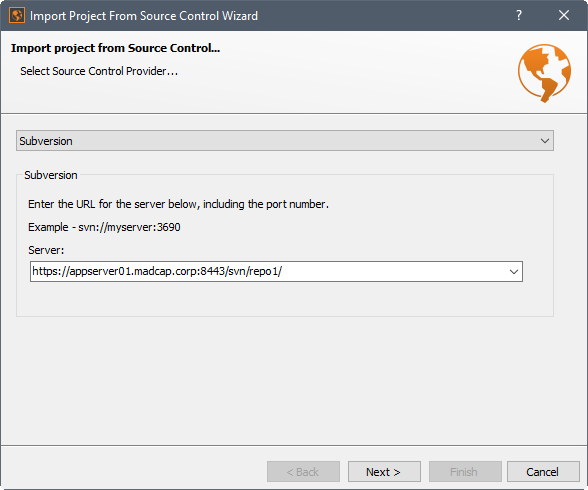 Import Project From Source Control Wizard
?
Import project from Source Control...
Select Source Control Provider...
Subversion
Subversion
Enter the URL for the server below, including the port number.
Example - svn://myserver:3690
Server:
https://appserver01.madcap.corp:8443/svn/repo1/
< Back Next > Finish Cancel